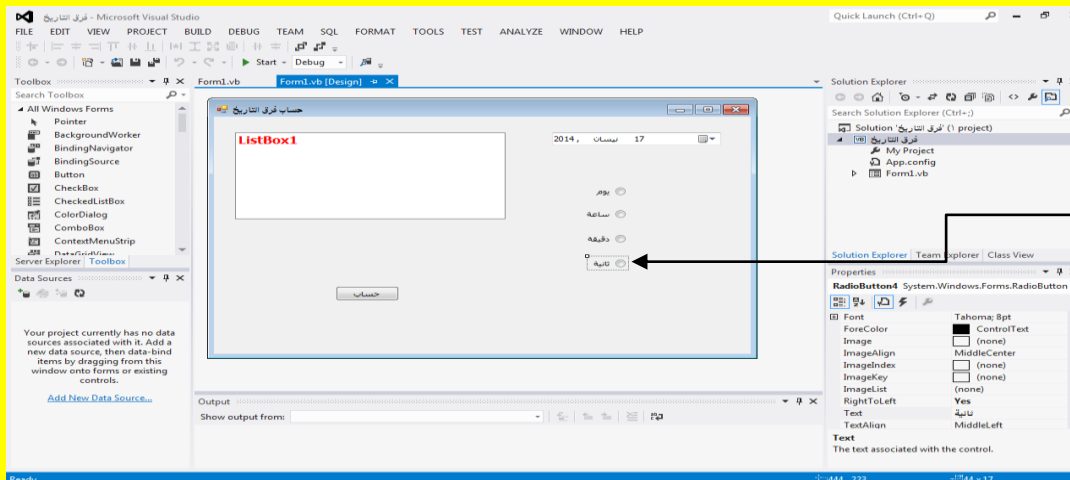 فرق التاريخ - Microsoft Visual Studio
Quick Launch (Ctrl+Q)
FILE EDIT VIEW PROJECT BUILD DEBUG TEAM SQL FORMAT TOOLS TEST ANALYZE WINDOW HELP
Start - Debug
Toolbox
Search Toolbox
All Windows Forms
Pointer
BackgroundWorker
BindingNavigator
BindingSource
Button
CheckBox
CheckedListBox
ColorDialog
ComboBox
ContextMenuStrip
DataGridView
Server Explorer Toolbox
Data Sources
Your project currently has no data
sources associated with it. Add a
new data source, then data-bind
items by dragging from this
window onto forms or existing
controls.
Add New Data Source...
Form1.vb Form1.vb [Design]
حساب فرق التاريخ
ListBox1
17 نيسان , 2014
يوم
ساعة
دقيقه
ثانية
حساب
Output
Show output from:
Solution Explorer
Search Solution Explorer (Ctrl+;)
Solution 'فرق التاريخ' (1 project)
فرق التاريخ
My Project
App.config
Form1.vb
Solution Explorer Team Explorer Class View
Properties
RadioButton4 System.Windows.Forms.RadioButton
Font Tahoma; 8pt
ForeColor ControlText
Image (none)
ImageAlign MiddleCenter
ImageIndex (none)
ImageKey (none)
ImageList (none)
RightToLeft Yes
Text ثانية
TextAlign MiddleLeft
Text
The text associated with the control.
Ready
444 , 223 44 x 17